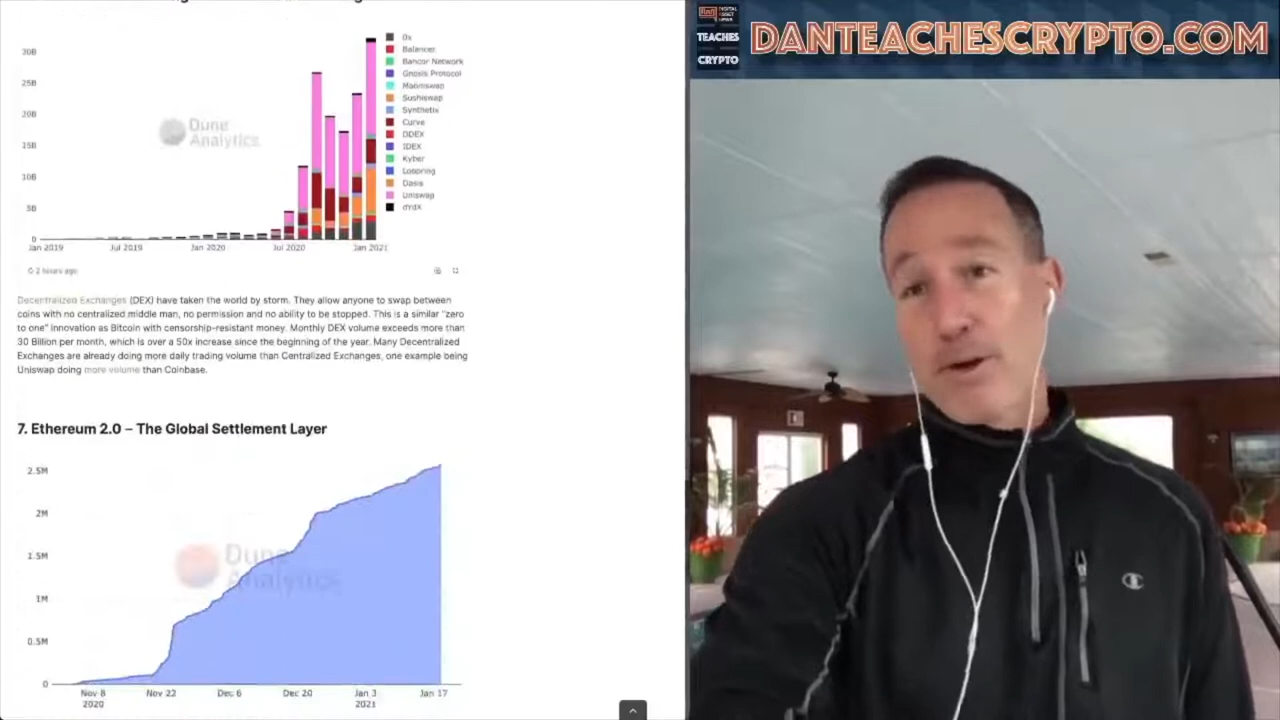 DIGITAL
ASSET
NEWS
TEACHES
CRYPTO
DANTEACHESCRYPTO.COM
30B
25B
20B
15B
10B
5B
0
Jan 2019
Jul 2019
Jan 2020
Jul 2020
Jan 2021
0x
Balancer
Bancor Network
Gnosis Protocol
Mooniswap
Sushiswap
Synthetix
Curve
DDEX
IDEX
Kyber
Loopring
Oasis
Uniswap
dYdX
Dune
Analytics
2 hours ago
Decentralized Exchanges (DEX) have taken the world by storm. They allow anyone to swap between
coins with no centralized middle man, no permission and no ability to be stopped. This is a similar "zero
to one" innovation as Bitcoin with censorship-resistant money. Monthly DEX volume exceeds more than
30 Billion per month, which is over a 50x increase since the beginning of the year. Many Decentralized
Exchanges are already doing more daily trading volume than Centralized Exchanges, one example being
Uniswap doing more volume than Coinbase.
7. Ethereum 2.0 – The Global Settlement Layer
2.5M
2M
1.5M
1M
0.5M
0
Dune
Analytics
Nov 8
2020
Nov 22
Dec 6
Dec 20
Jan 3
2021
Jan 17